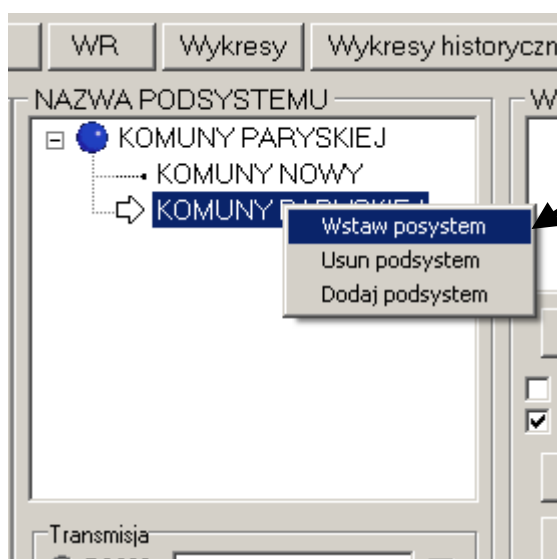 WR Wykresy Wykresy historyczn
NAZWA PODSYSTEMU W
KOMUNY PARYSKIEJ
KOMUNY NOWY
KOMUNY
Wstaw posystem
Usun podsystem
Dodaj podsystem
Transmisja